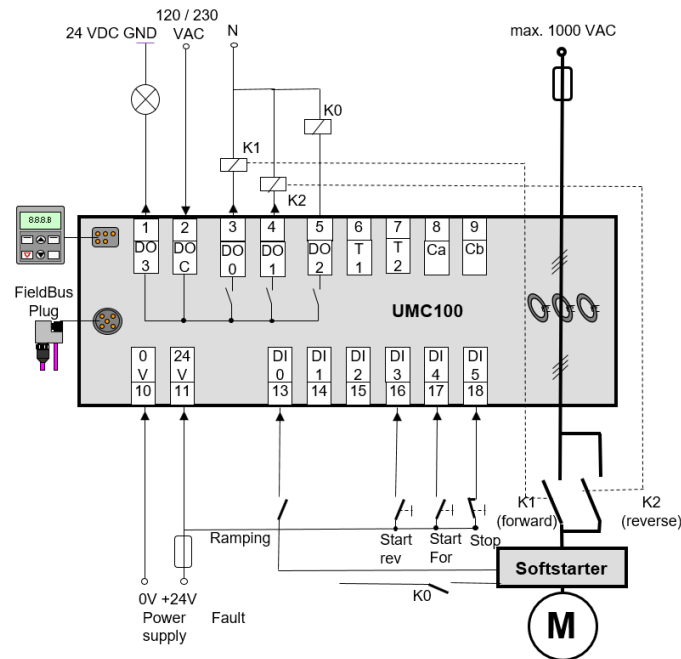 120 / 230
VAC
24 VDC GND
N
max. 1000 VAC
K0
K1
K2
8.8.8.8
1
DO
3
2
DO
C
3
DO
0
4
DO
1
5
DO
2
6
T
1
7
T
2
8
Ca
9
Cb
FieldBus
Plug
UMC100
0
V
10
24
V
11
DI
0
13
DI
1
14
DI
2
15
DI
3
16
DI
4
17
DI
5
18
K1
(forward)
K2
(reverse)
Ramping
Start
rev
Start
For
Stop
Softstarter
K0
0V +24V
Power
supply
Fault
M